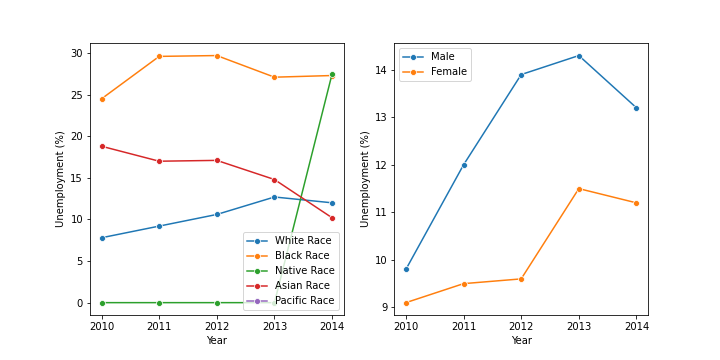 30
25
20
15
10
5
0
Unemployment (%)
2010 2011 2012 2013 2014
Year
White Race
Black Race
Native Race
Asian Race
Pacific Race
14
13
12
11
10
9
Unemployment (%)
2010 2011 2012 2013 2014
Year
Male
Female